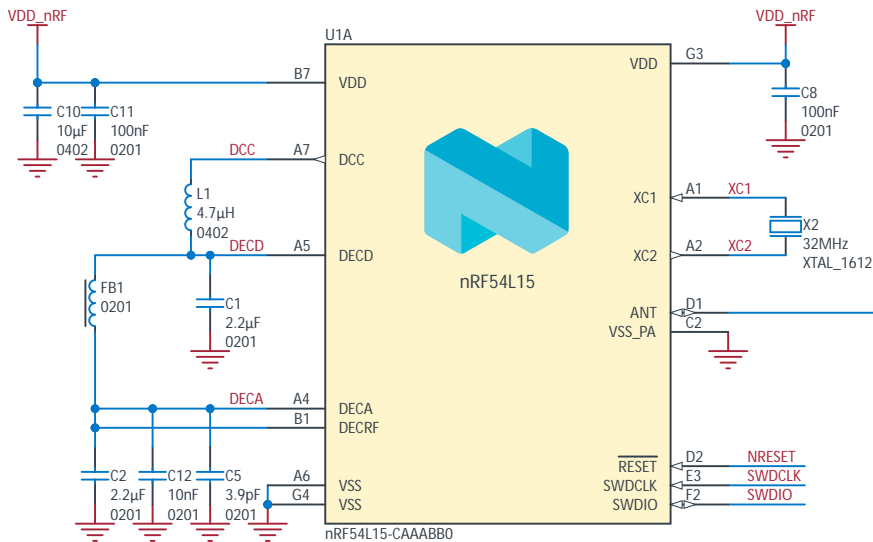 VDD_nRF
C10
10µF
0402
C11
100nF
0201
DCC
L1
4.7µH
0402
DECD
FB1
0201
C1
2.2µF
0201
DECA
C2
2.2µF
0201
C12
10nF
0201
C5
3.9pF
0201
U1A
B7 VDD
A7 DCC
A5 DECD
A4 DECA
B1 DECRF
A6 VSS
G4 VSS
nRF54L15
nRF54L15-CAAABB0
VDD G3
XC1 A1 XC1
XC2 A2 XC2
ANT D1
VSS_PA C2
RESET D2 NRESET
SWDCLK E3 SWDCLK
SWDIO F2 SWDIO
VDD_nRF
C8
100nF
0201
X2
32MHz
XTAL_1612